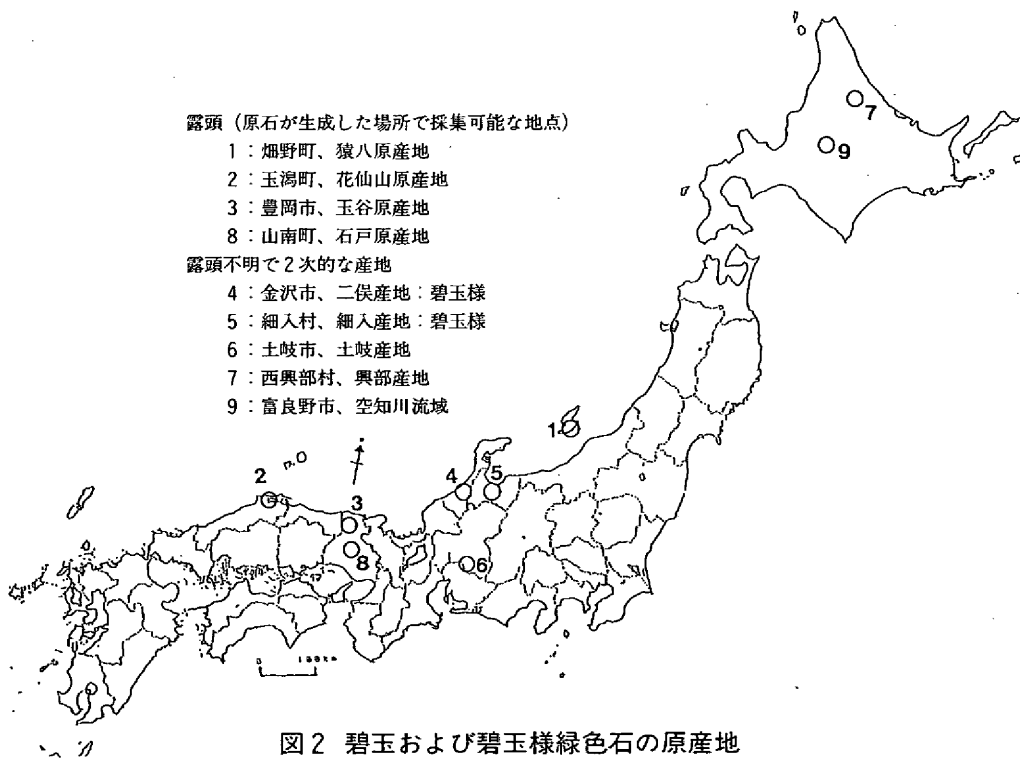 露頭（原石が生成した場所で採集可能な地点）
1：畑野町、猿八原産地
2：玉潟町、花仙山原産地
3：豊岡市、玉谷原産地
8：山南町、石戸原産地
露頭不明で2次的な産地
4：金沢市、二俣産地：碧玉様
5：細入村、細入産地：碧玉様
6：土岐市、土岐産地
7：西興部村、興部産地
9：富良野市、空知川流域
7
9
1
2
3
4
5
8
6
0 100km
図2 碧玉および碧玉様緑色石の原産地